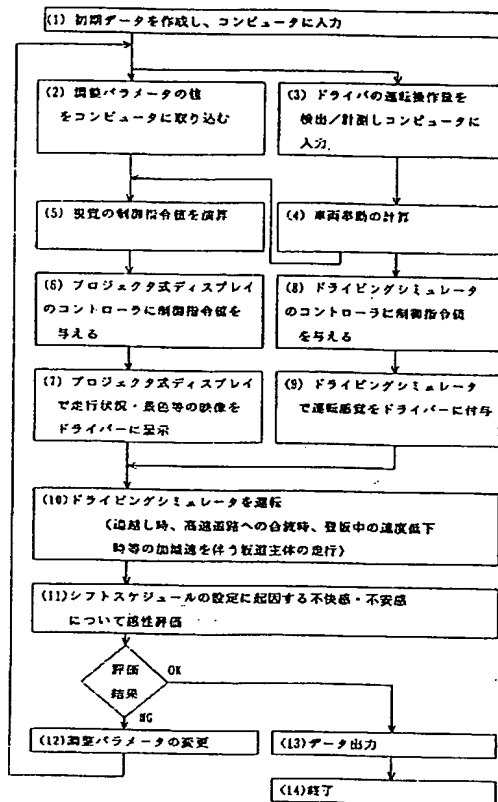 (1) 初期データを作成し、コンピュータに入力
(2) 調整パラメータの値
をコンピュータに取り込む
(3) ドライバの運転操作量を
検出/計測しコンピュータに
入力
(5) 視覚の制御指令値を演算
(4) 車両挙動の計算
(6) プロジェクタ式ディスプレイ
のコントローラに制御指令値を
与える
(8) ドライビングシミュレータ
のコントローラに制御指令値
を与える
(7) プロジェクタ式ディスプレイ
で走行状況・景色等の映像を
ドライバーに呈示
(9) ドライビングシミュレータ
で運転感覚をドライバーに付与
(10)ドライビングシミュレータを運転
(追越し時、高速道路への合流時、登坂中の速度低下
時等の加減速を伴う坂道主体の走行)
(11)シフトスケジュールの設定に起因する不快感・不安感
について感性評価
評価
結果
OK
NG
(12)調整パラメータの変更
(13)データ出力
(14)終了